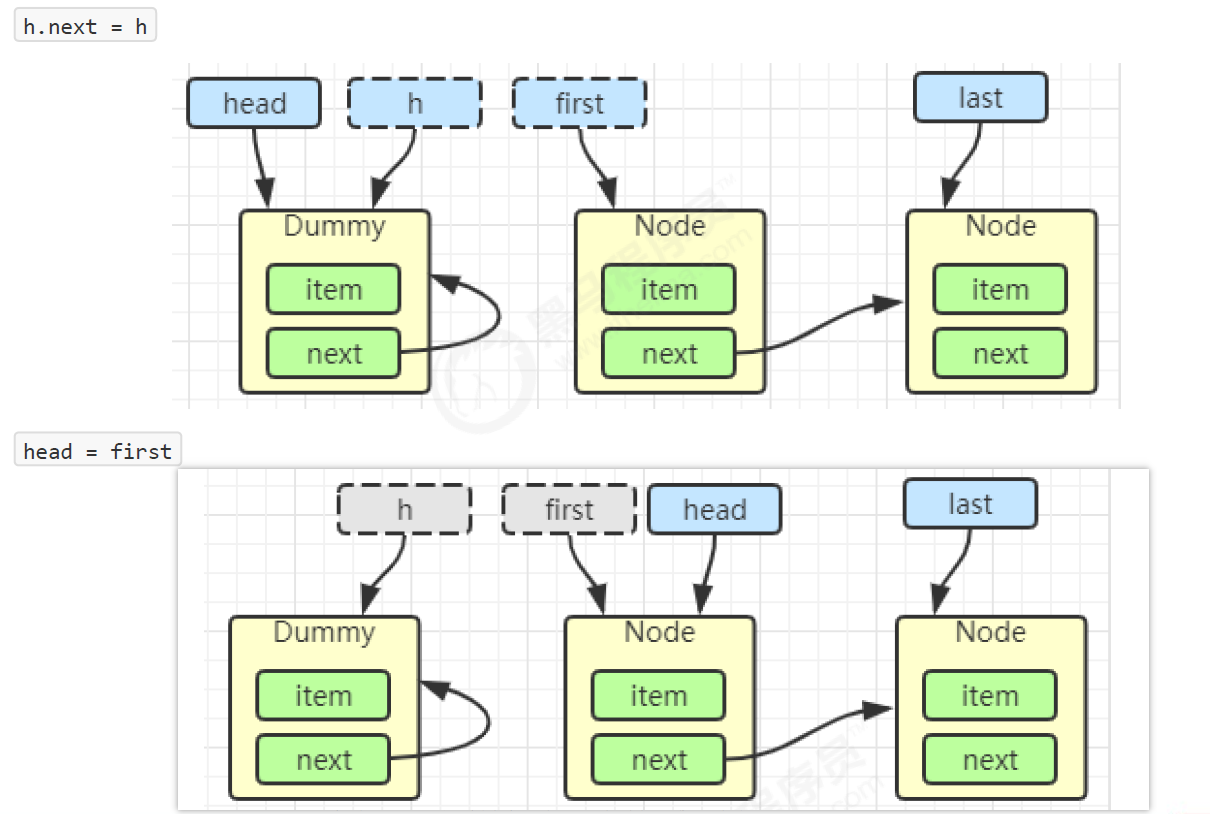 h.next = h
head h first last
Dummy Node Node
item item item
next next next
head = first
h first head last
Dummy Node Node
item item item
next next next